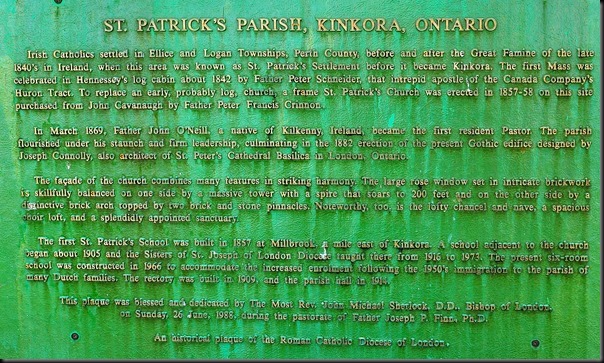 ST. PATRICK'S PARISH, KINKORA, ONTARIO
Irish Catholics settled in Ellice and Logan Townships, Perth County, before and after the Great Famine of the late
1840's in Ireland, when this area was known as St. Patrick's Settlement before it became Kinkora. The first Mass was
celebrated in Hennessey's log cabin about 1842 by Father Peter Schneider, that intrepid apostle of the Canada Company's
Huron Tract. To replace an early, probably log, church, a frame St. Patrick's Church was erected in 1857-58 on this site
purchased from John Cavanaugh by Father Peter Francis Crinnon.
In March 1869, Father John O'Neill, a native of Kilkenny, Ireland, became the first resident Pastor. The parish
flourished under his staunch and firm leadership, culminating in the 1882 erection of the present Gothic edifice designed by
Joseph Connolly, also architect of St. Peter's Cathedral Basilica in London, Ontario.
The façade of the church combines many features in striking harmony. The large rose window set in intricate brickwork
is skilfully balanced on one side by a massive tower with a spire that soars to 200 feet and on the other side by a
distinctive brick arch topped by two brick and stone pinnacles. Noteworthy, too, is the lofty chancel and nave, a spacious
choir loft, and a splendidly appointed sanctuary.
The first St. Patrick's School was built in 1857 at Millbrook, a mile east of Kinkora. A school adjacent to the church
began about 1905 and the Sisters of St. Joseph of London Diocese taught there from 1916 to 1973. The present six-room
school was constructed in 1966 to accommodate the increased enrolment following the 1950's immigration to the parish of
many Dutch families. The rectory was built in 1909, and the parish hall in 1914.
This plaque was blessed and dedicated by The Most Rev. John Michael Sherlock, D.D., Bishop of London,
on Sunday, 26 June, 1988, during the pastorate of Father Joseph P. Finn, Ph.D.
An historical plaque of the Roman Catholic Diocese of London.